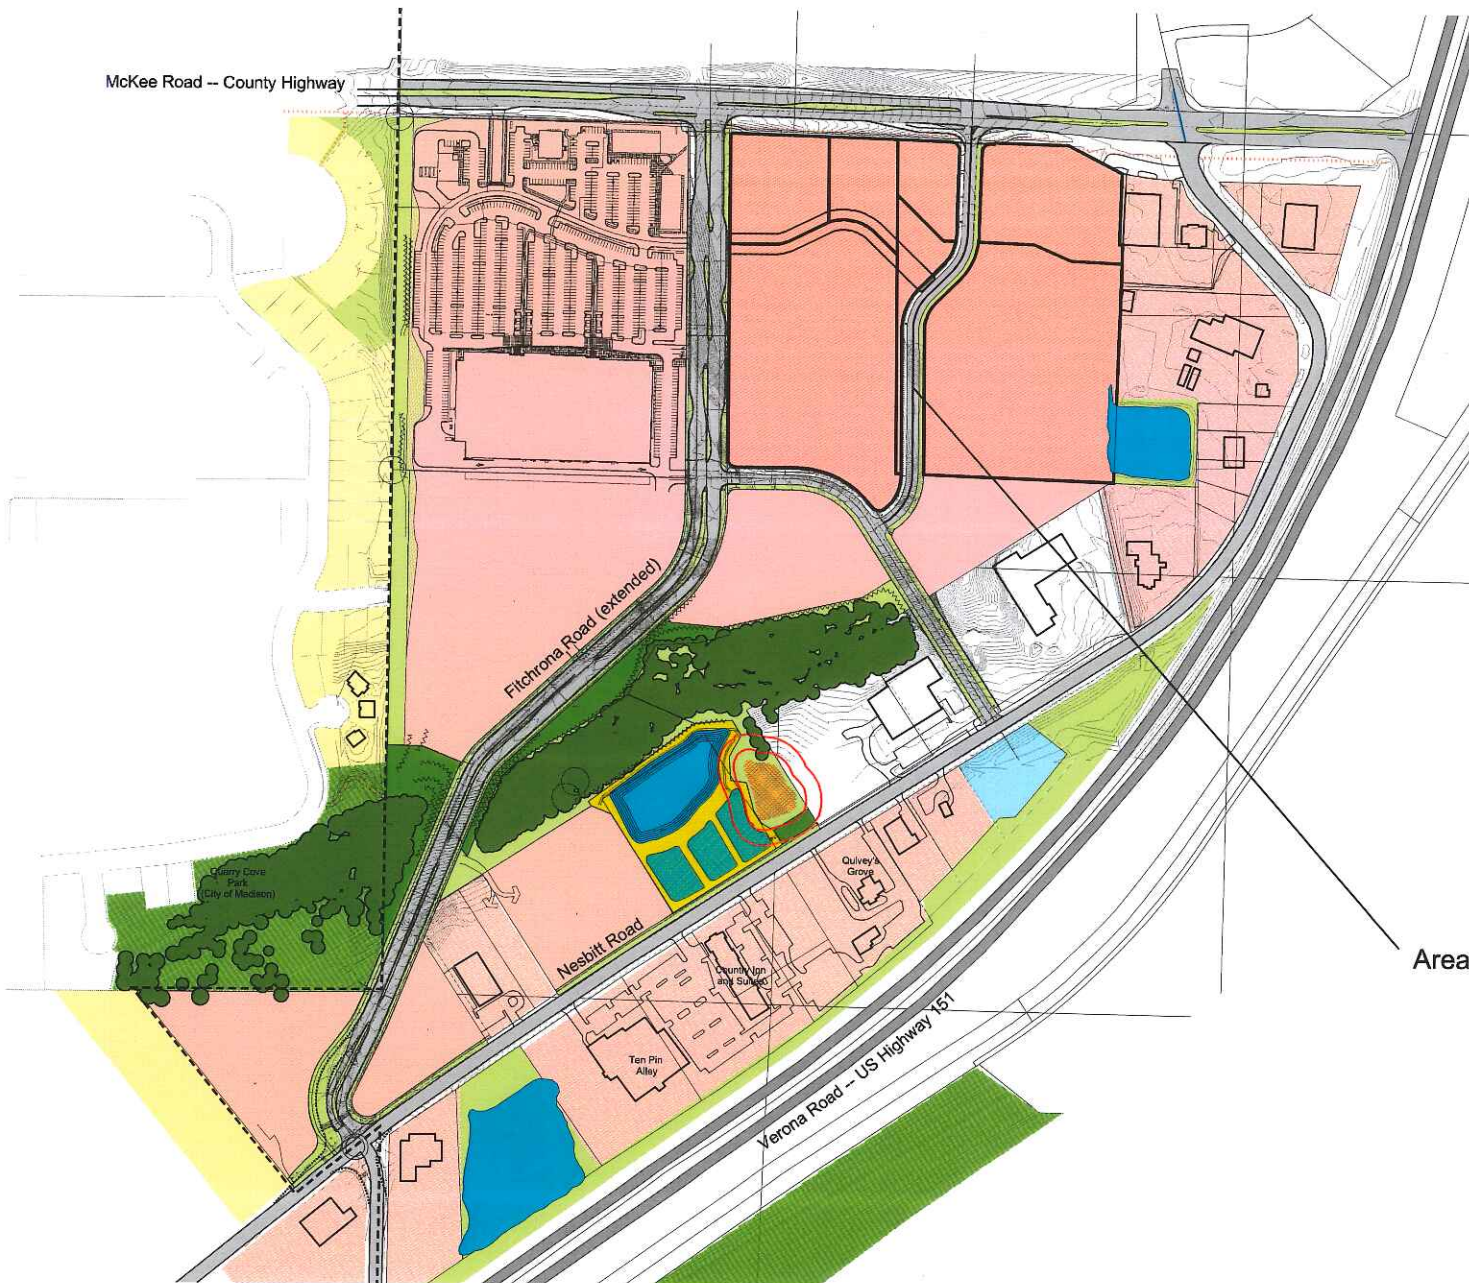 McKee Road -- County Highway
Fitchrona Road (extended)
Quarry Cove
Park
(City of Madison)
Quivey's
Grove
Nesbitt Road
Country Inn
and Suites
Area
Ten Pin
Alley
Verona Road -- US Highway 151